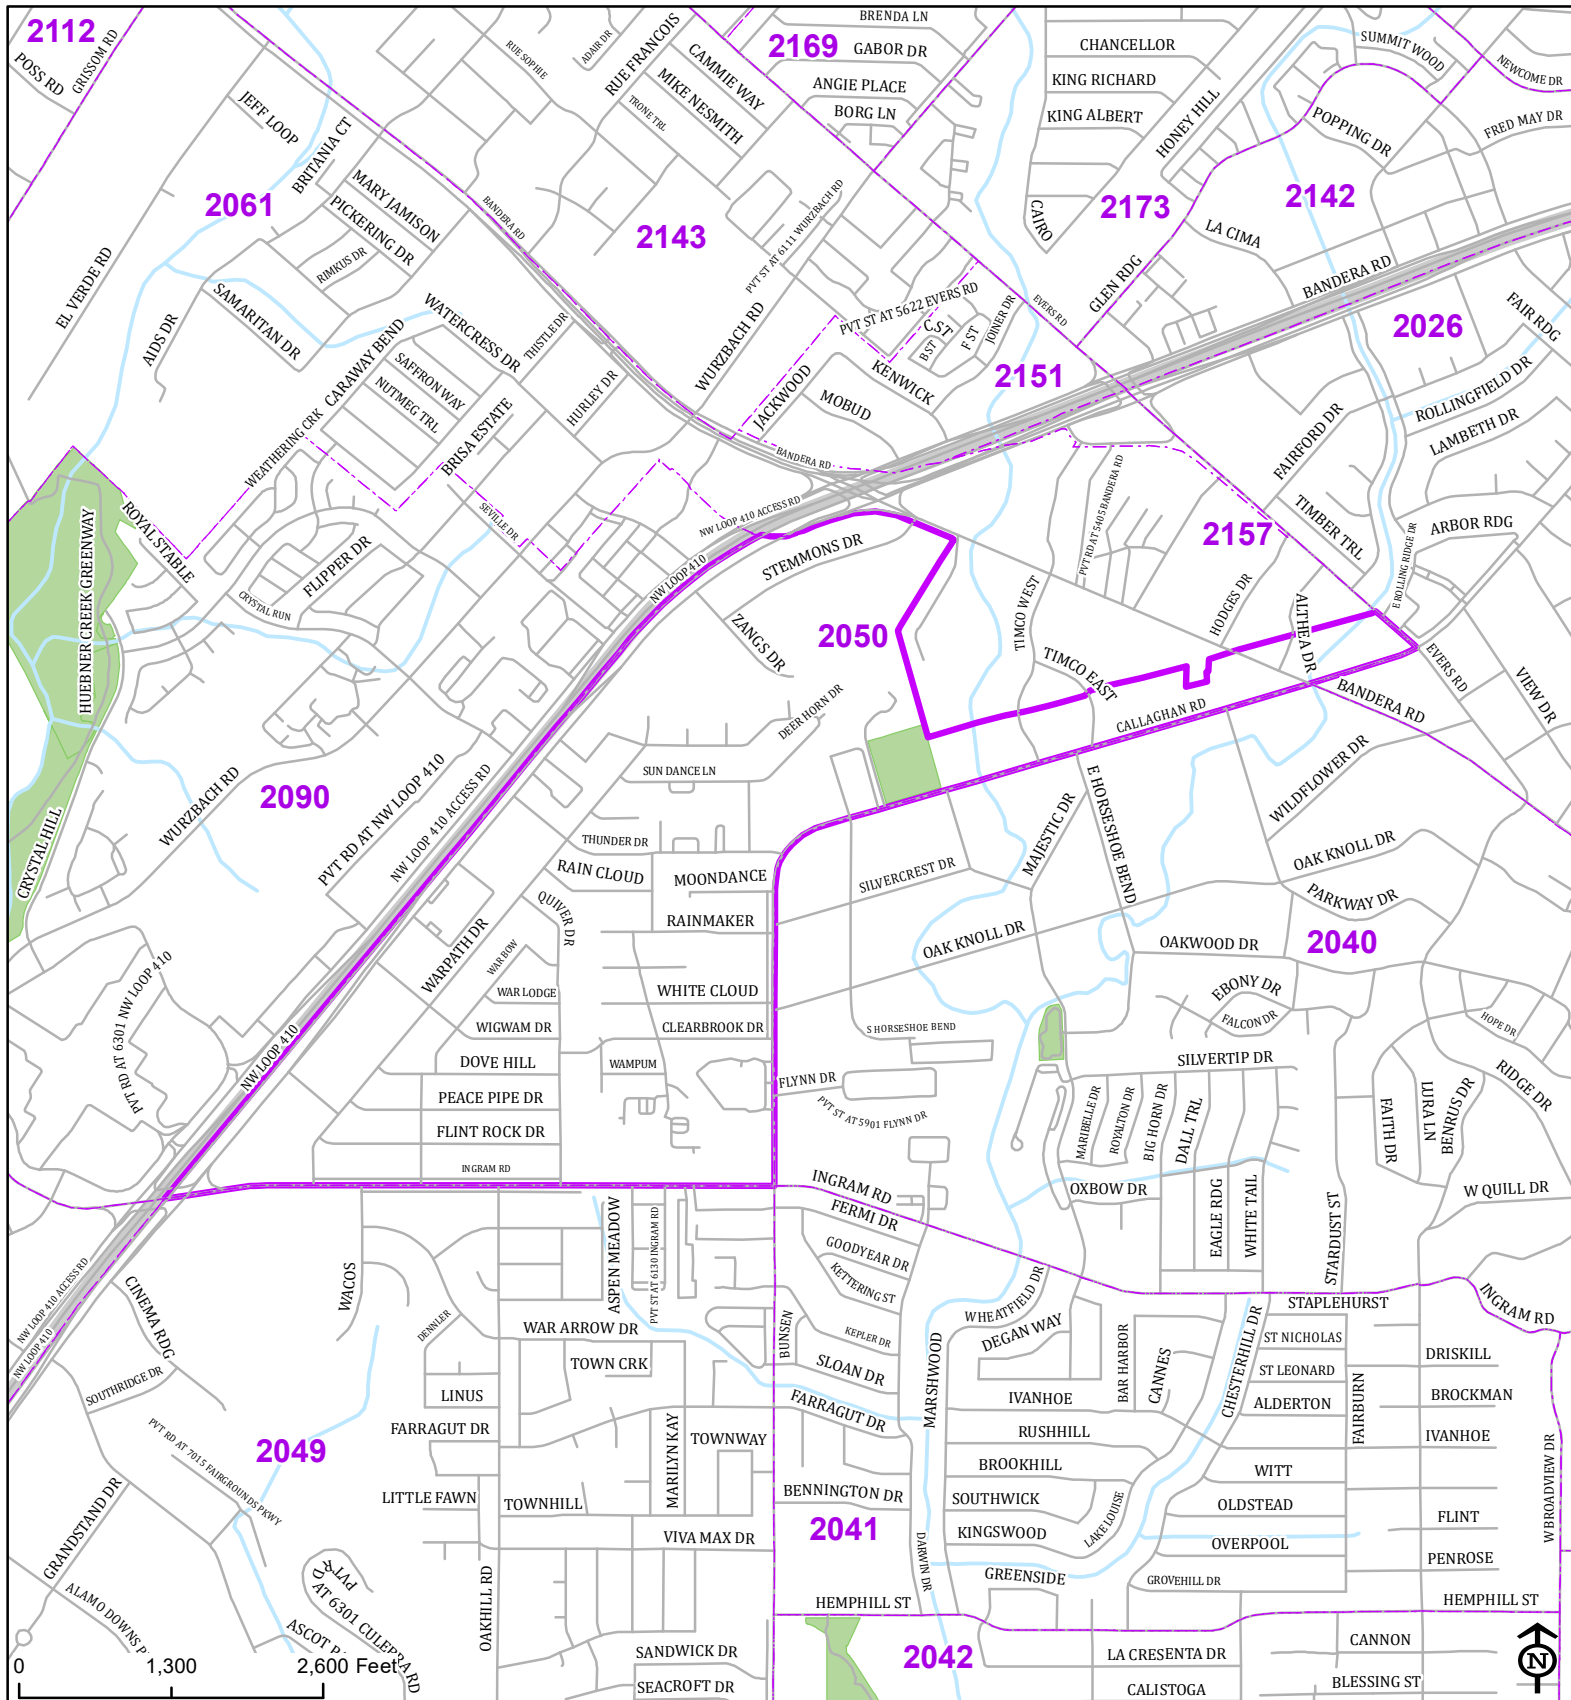 2112
POSS RD
GRISSOM RD
RUE SOPHIE
ADAIR DR
RUE FRANCOIS
CAMMIE WAY
MIKE NESMITH
TRONE TRL
2169
BRENDA LN
GABOR DR
ANGIE PLACE
BORG LN
CHANCELLOR
KING RICHARD
KING ALBERT
HONEY HILL
SUMMIT WOOD
NEWCOME DR
POPPING DR
FRED MAY DR
JEFF LOOP
BRITANIA CT
2061
MARY JAMISON
PICKERING DR
RIMKUS DR
BANDERA RD
2143
PVT ST AT 6111 WURZBACH RD
CAIRO
2173
2142
LA CIMA
GLEN RDG
BANDERA RD
EL VERDE RD
AIDS DR
SAMARITAN DR
WATERCRESS DR
THISTLE DR
WEATHERING CRK
CARAWAY BEND
SAFFRON WAY
NUTMEG TRL
HURLEY DR
BRISA ESTATE
SEVILLE DR
WURZBACH RD
JACKWOOD
PVT ST AT 5622 EVERS RD
C ST
B ST
F ST
JOINER DR
EVERS RD
KENWICK
MOBUD
2151
2026
FAIR RDG
ROLLINGFIELD DR
LAMBETH DR
FAIRFORD DR
TIMBER TRL
BANDERA RD
NW LOOP 410 ACCESS RD
PVT RD AT 5405 BANDERA RD
2157
ARBOR RDG
E ROLLING RIDGE DR
ROYAL STABLE
HUEBNER CREEK GREENWAY
FLIPPER DR
CRYSTAL RUN
NW LOOP 410
STEMMONS DR
ZANGS DR
2050
TIMCO WEST
TIMCO EAST
HODGES DR
ALTHEA DR
CALLAGHAN RD
BANDERA RD
EVERS RD
VIEW DR
DEER HORN DR
SUN DANCE LN
WURZBACH RD
2090
CRYSTAL HILL
PVT RD AT NW LOOP 410
NW LOOP 410 ACCESS RD
THUNDER DR
RAIN CLOUD
MOONDANCE
RAINMAKER
QUIVER DR
WARPATH DR
WAR BOW
WAR LODGE
WHITE CLOUD
WIGWAM DR
CLEARBROOK DR
DOVE HILL
WAMPUM
PEACE PIPE DR
FLINT ROCK DR
INGRAM RD
PVT RD AT 6301 NW LOOP 410
NW LOOP 410
SILVERCREST DR
MAJESTIC DR
E HORSESHOE BEND
WILDFLOWER DR
OAK KNOLL DR
PARKWAY DR
OAK KNOLL DR
OAKWOOD DR
2040
EBONY DR
FALCON DR
HOPE DR
S HORSESHOE BEND
SILVERTIP DR
RIDGE DR
FLYNN DR
PVT ST AT 5901 FLYNN DR
MARIBELLE DR
ROYALTON DR
BIG HORN DR
DALL TRL
FAITH DR
LURA LN
BENRUS DR
OXBOW DR
EAGLE RDG
WHITE TAIL
STARDUST ST
W QUILL DR
INGRAM RD
FERMI DR
GOODYEAR DR
KETTERING ST
KEPLER DR
SLOAN DR
BUNSEN
ASPEN MEADOW
PVT ST AT 6130 INGRAM RD
NW LOOP 410 ACCESS RD
NW LOOP 410
CINEMA RDG
WACOS
DENNLER
WAR ARROW DR
TOWN CRK
SOUTHRIDGE DR
LINUS
FARRAGUT DR
FARRAGUT DR
MARSHWOOD
WHEATFIELD DR
DEGAN WAY
BAR HARBOR
CANNES
CHESTERHILL DR
STAPLEHURST
INGRAM RD
ST NICHOLAS
ST LEONARD
ALDERTON
FAIRBURN
DRISKILL
BROCKMAN
IVANHOE
W BROADVIEW DR
IVANHOE
RUSHHILL
BROOKHILL
SOUTHWICK
KINGSWOOD
LAKE LOUISE
WITT
OLDSTEAD
OVERPOOL
FLINT
PENROSE
GROVEHILL DR
GREENSIDE
DARWIN DR
HEMPHILL ST
HEMPHILL ST
2041
BENNINGTON DR
MARILYN KAY
TOWNWAY
TOWNHILL
LITTLE FAWN
VIVA MAX DR
2049
PVT RD AT 7015 FAIRGROUNDS PKWY
GRANDSTAND DR
PVT R
D AT 6301 CULEBRA RD
ALAMO DOWNS P
ASCOT
OAKHILL RD
SANDWICK DR
SEACROFT DR
2042
LA CRESENTA DR
CALISTOGA
CANNON
BLESSING ST
0 1,300 2,600 Feet
N